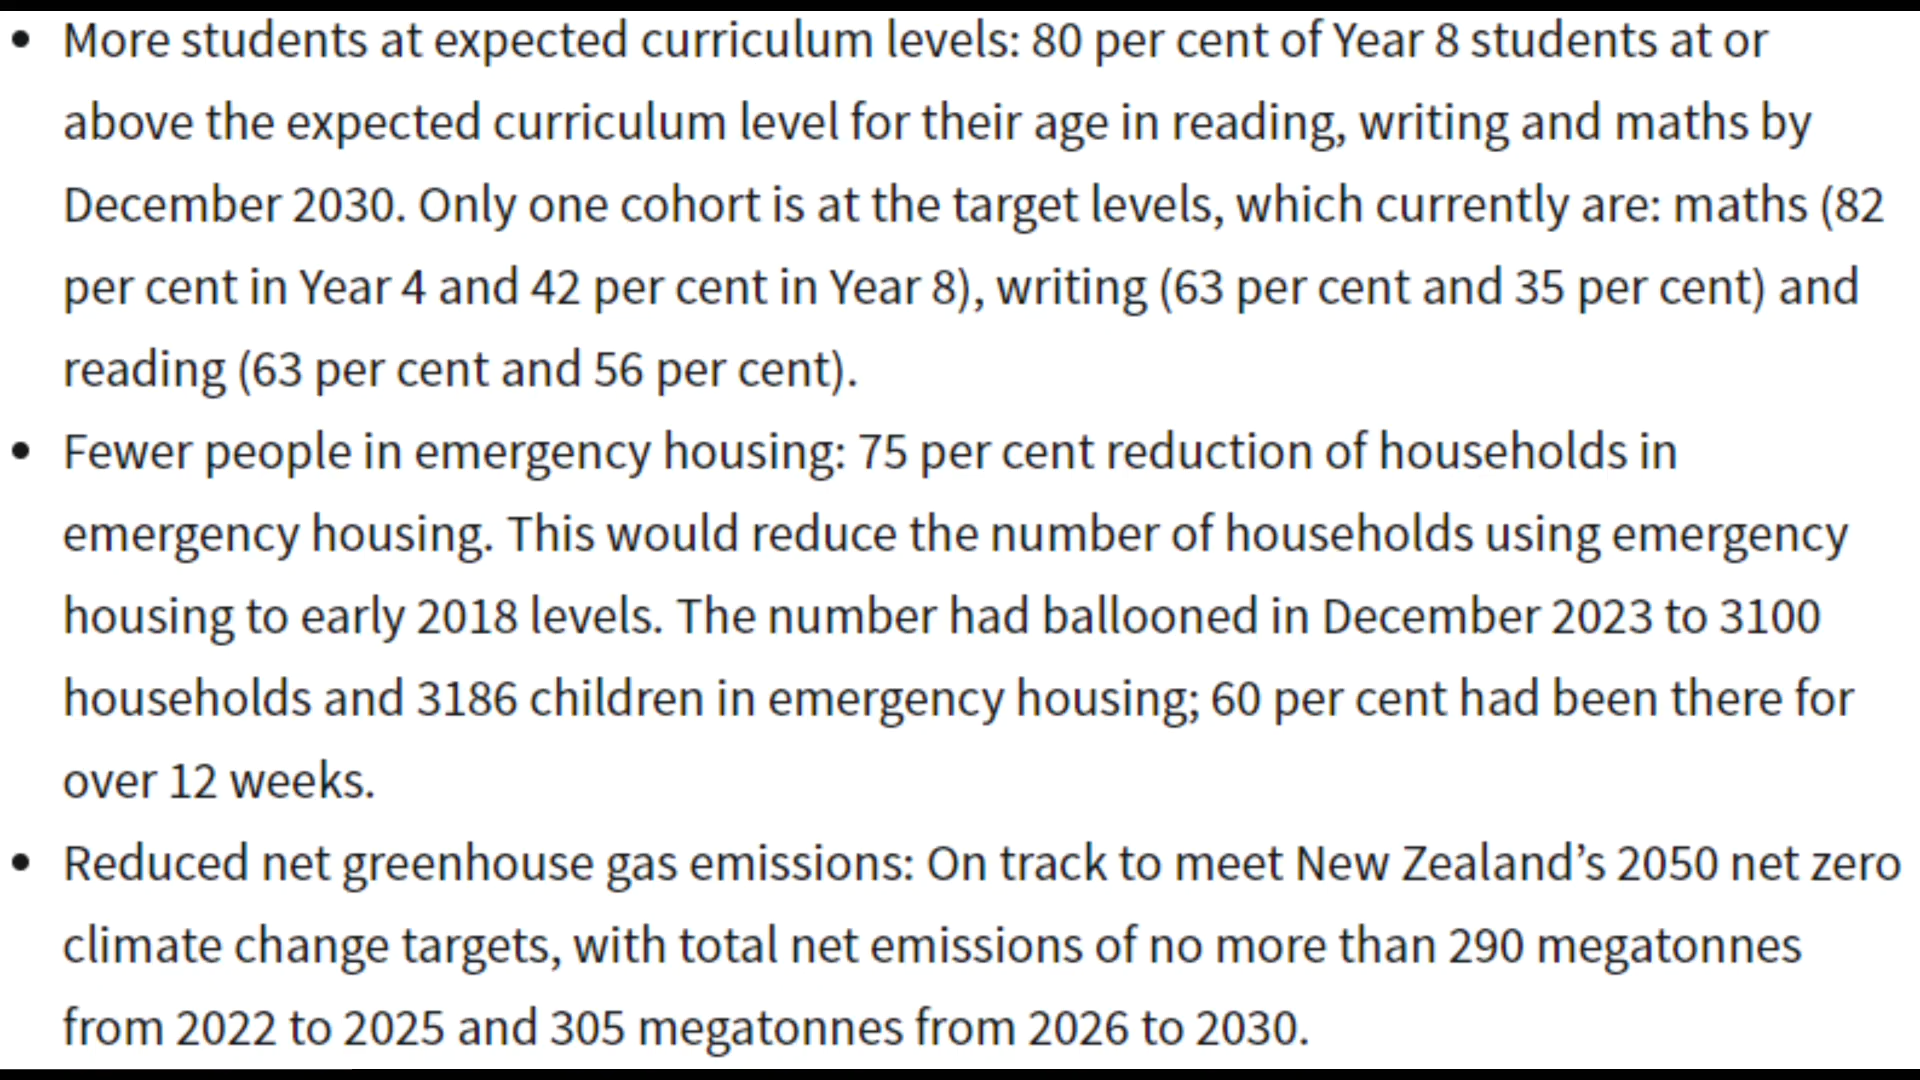 • More students at expected curriculum levels: 80 per cent of Year 8 students at or
above the expected curriculum level for their age in reading, writing and maths by
December 2030. Only one cohort is at the target levels, which currently are: maths (82
per cent in Year 4 and 42 per cent in Year 8), writing (63 per cent and 35 per cent) and
reading (63 per cent and 56 per cent).
• Fewer people in emergency housing: 75 per cent reduction of households in
emergency housing. This would reduce the number of households using emergency
housing to early 2018 levels. The number had ballooned in December 2023 to 3100
households and 3186 children in emergency housing; 60 per cent had been there for
over 12 weeks.
• Reduced net greenhouse gas emissions: On track to meet New Zealand’s 2050 net zero
climate change targets, with total net emissions of no more than 290 megatonnes
from 2022 to 2025 and 305 megatonnes from 2026 to 2030.